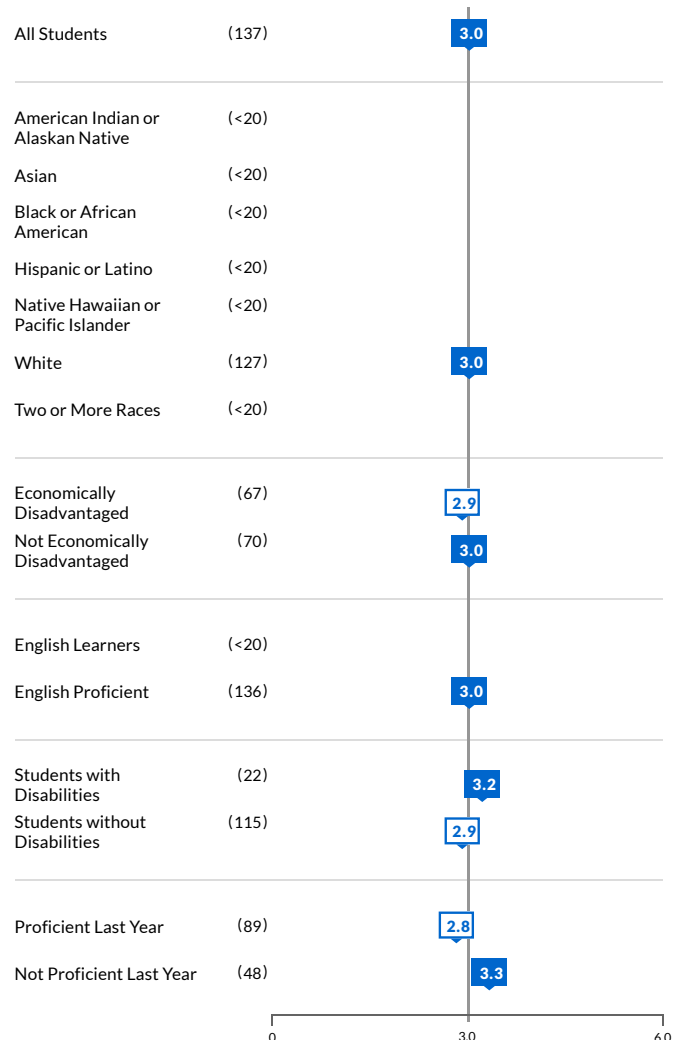 All Students (137) 3.0
American Indian or (<20)
Alaskan Native
Asian (<20)
Black or African (<20)
American
Hispanic or Latino (<20)
Native Hawaiian or (<20)
Pacific Islander
White (127) 3.0
Two or More Races (<20)
Economically (67) 2.9
Disadvantaged
Not Economically (70) 3.0
Disadvantaged
English Learners (<20)
English Proficient (136) 3.0
Students with (22) 3.2
Disabilities
Students without (115) 2.9
Disabilities
Proficient Last Year (89) 2.8
Not Proficient Last Year (48) 3.3
0 3.0 6.0